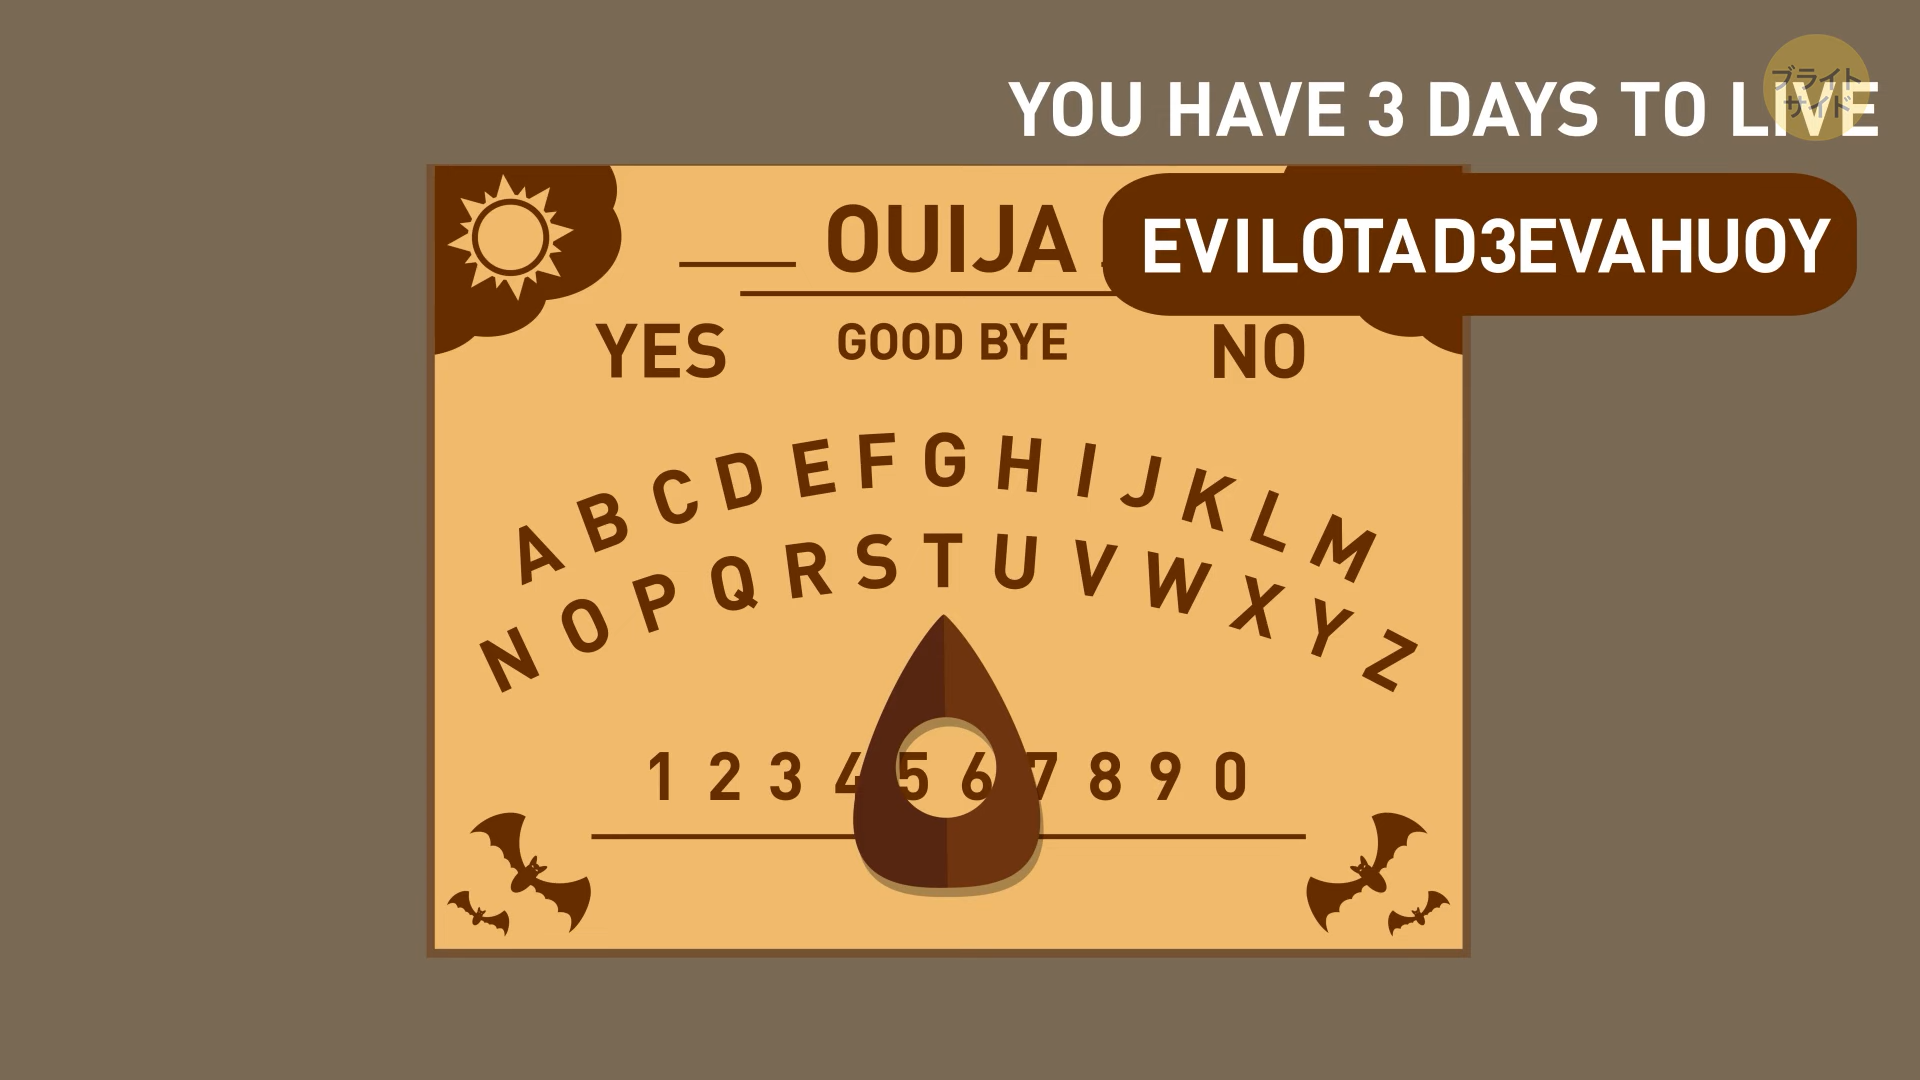 ブライト
サイド
YOU HAVE 3 DAYS TO LIVE
EVILOTAD3EVAHUOY
OUIJA
YES GOOD BYE NO
A B C D E F G H I J K L M
N O P Q R S T U V W X Y Z
1 2 3 4 5 6 7 8 9 0